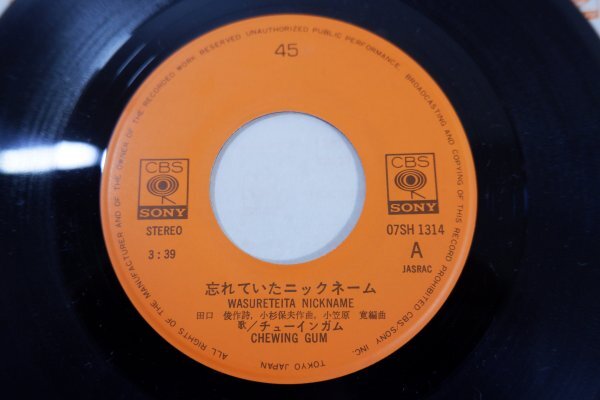 ALL RIGHTS OF THE MANUFACTURER AND OF THE OWNER OF THE RECORDED WORK RESERVED UNAUTHORIZED PUBLIC PERFORMANCE BROADCASTING AND COPYING OF THIS RECORD PROHIBITED CBS/SONY INC. TOKYO JAPAN
45
CBS
SONY
STEREO
3:39
CBS
SONY
07SH 1314
A
JASRAC
忘れていたニックネーム
WASURETEITA NICKNAME
田口 俊作詩, 小杉保夫作曲, 小笠原 寛編曲
歌/チューインガム
CHEWING GUM